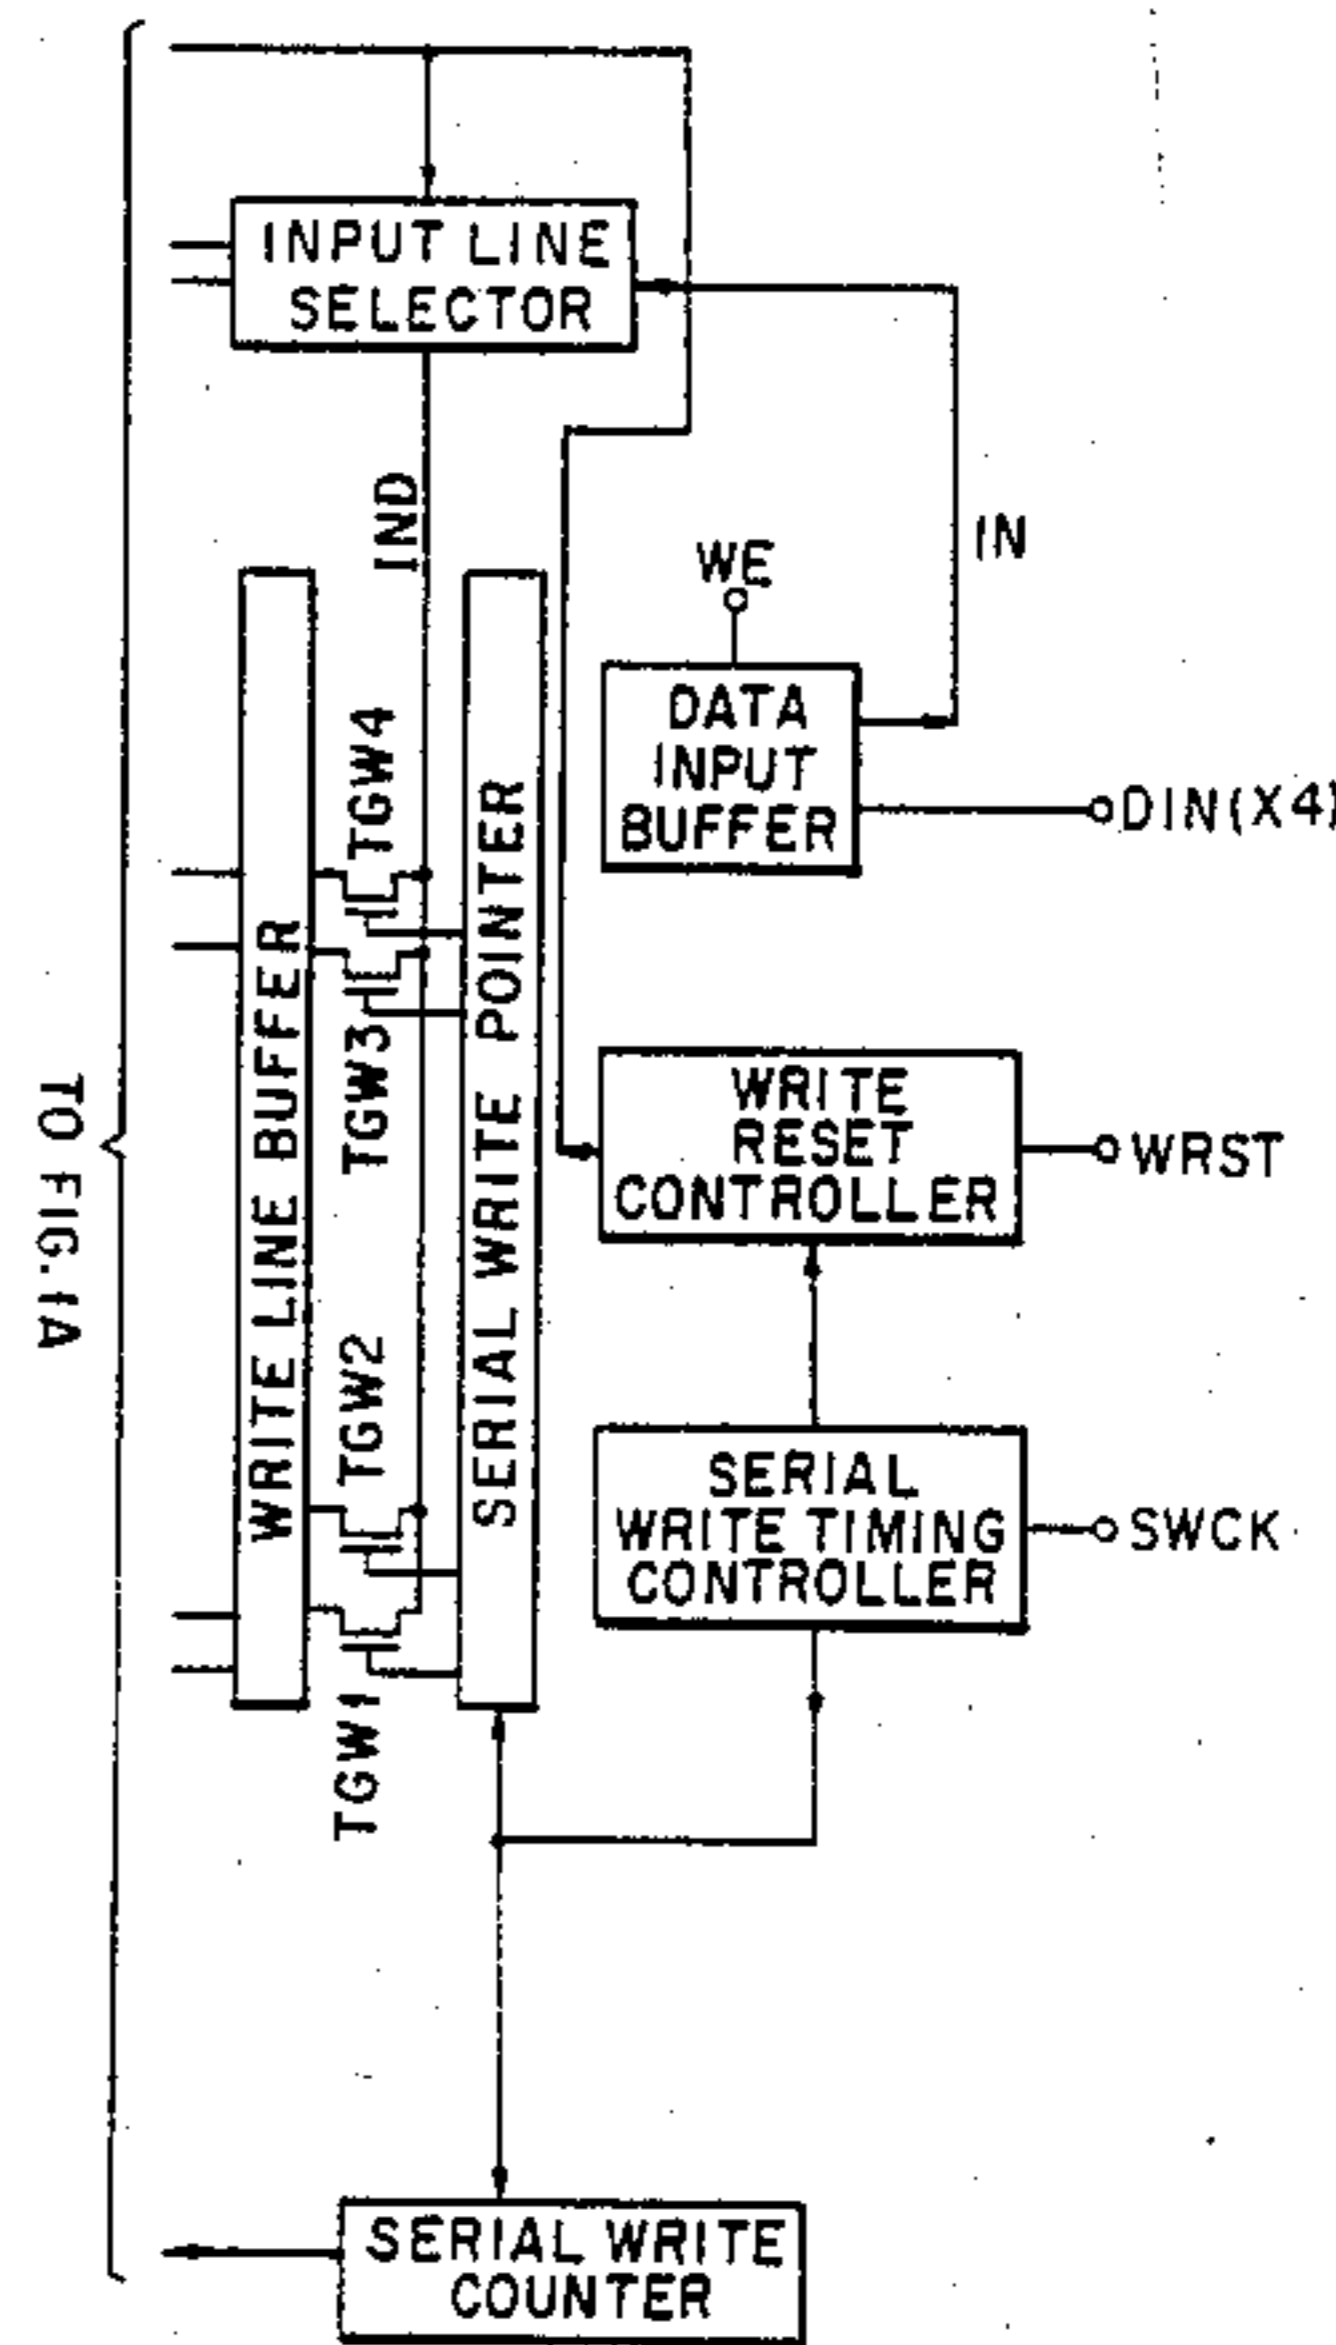 INPUT LINE
SELECTOR
IND
IN
WE
DATA
INPUT
BUFFER
DIN(X4)
TGW4
WRITE LINE BUFFER
SERIAL WRITE POINTER
TGW3
WRITE
RESET
CONTROLLER
WRST
TO FIG.1A
TGW2
SERIAL
WRITE TIMING
CONTROLLER
SWCK
TGW1
SERIAL WRITE
COUNTER